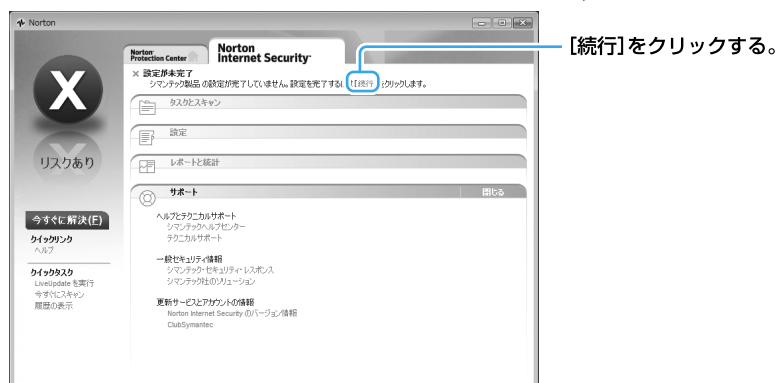 Norton
Norton Protection Center
Norton Internet Security
× 設定が未完了
シマンテック製品 の設定が完了していません。設定を完了するには[続行]をクリックします。
[続行]をクリックする。
タスクとスキャン
設定
レポートと統計
サポート
閉じる
ヘルプとテクニカルサポート
シマンテックヘルプセンター
テクニカルサポート
一般セキュリティ情報
シマンテック・セキュリティ・レスポンス
シマンテック社のソリューション
更新サービスとアカウントの情報
Norton Internet Security のバージョン情報
ClubSymantec
X
リスクあり
今すぐに解決(F)
クイックリンク
ヘルプ
クイックタスク
LiveUpdate を実行
今すぐにスキャン
履歴の表示